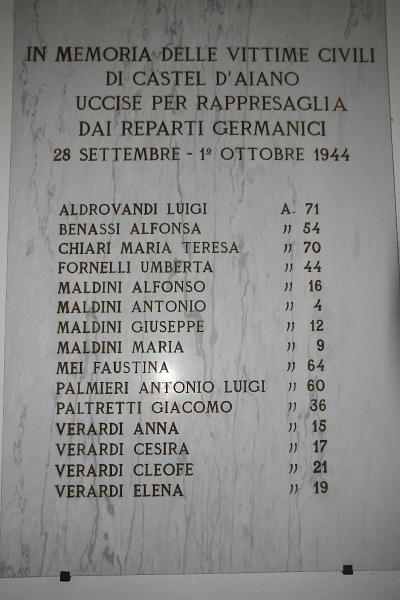 IN MEMORIA DELLE VITTIME CIVILI
DI CASTEL D'AIANO
UCCISE PER RAPPRESAGLIA
DAI REPARTI GERMANICI
28 SETTEMBRE - 1º OTTOBRE 1944
ALDROVANDI LUIGI A. 71
BENASSI ALFONSA " 54
CHIARI MARIA TERESA " 70
FORNELLI UMBERTA " 44
MALDINI ALFONSO " 16
MALDINI ANTONIO " 4
MALDINI GIUSEPPE " 12
MALDINI MARIA " 9
MEI FAUSTINA " 64
PALMIERI ANTONIO LUIGI " 60
PALTRETTI GIACOMO " 36
VERARDI ANNA " 15
VERARDI CESIRA " 17
VERARDI CLEOFE " 21
VERARDI ELENA " 19